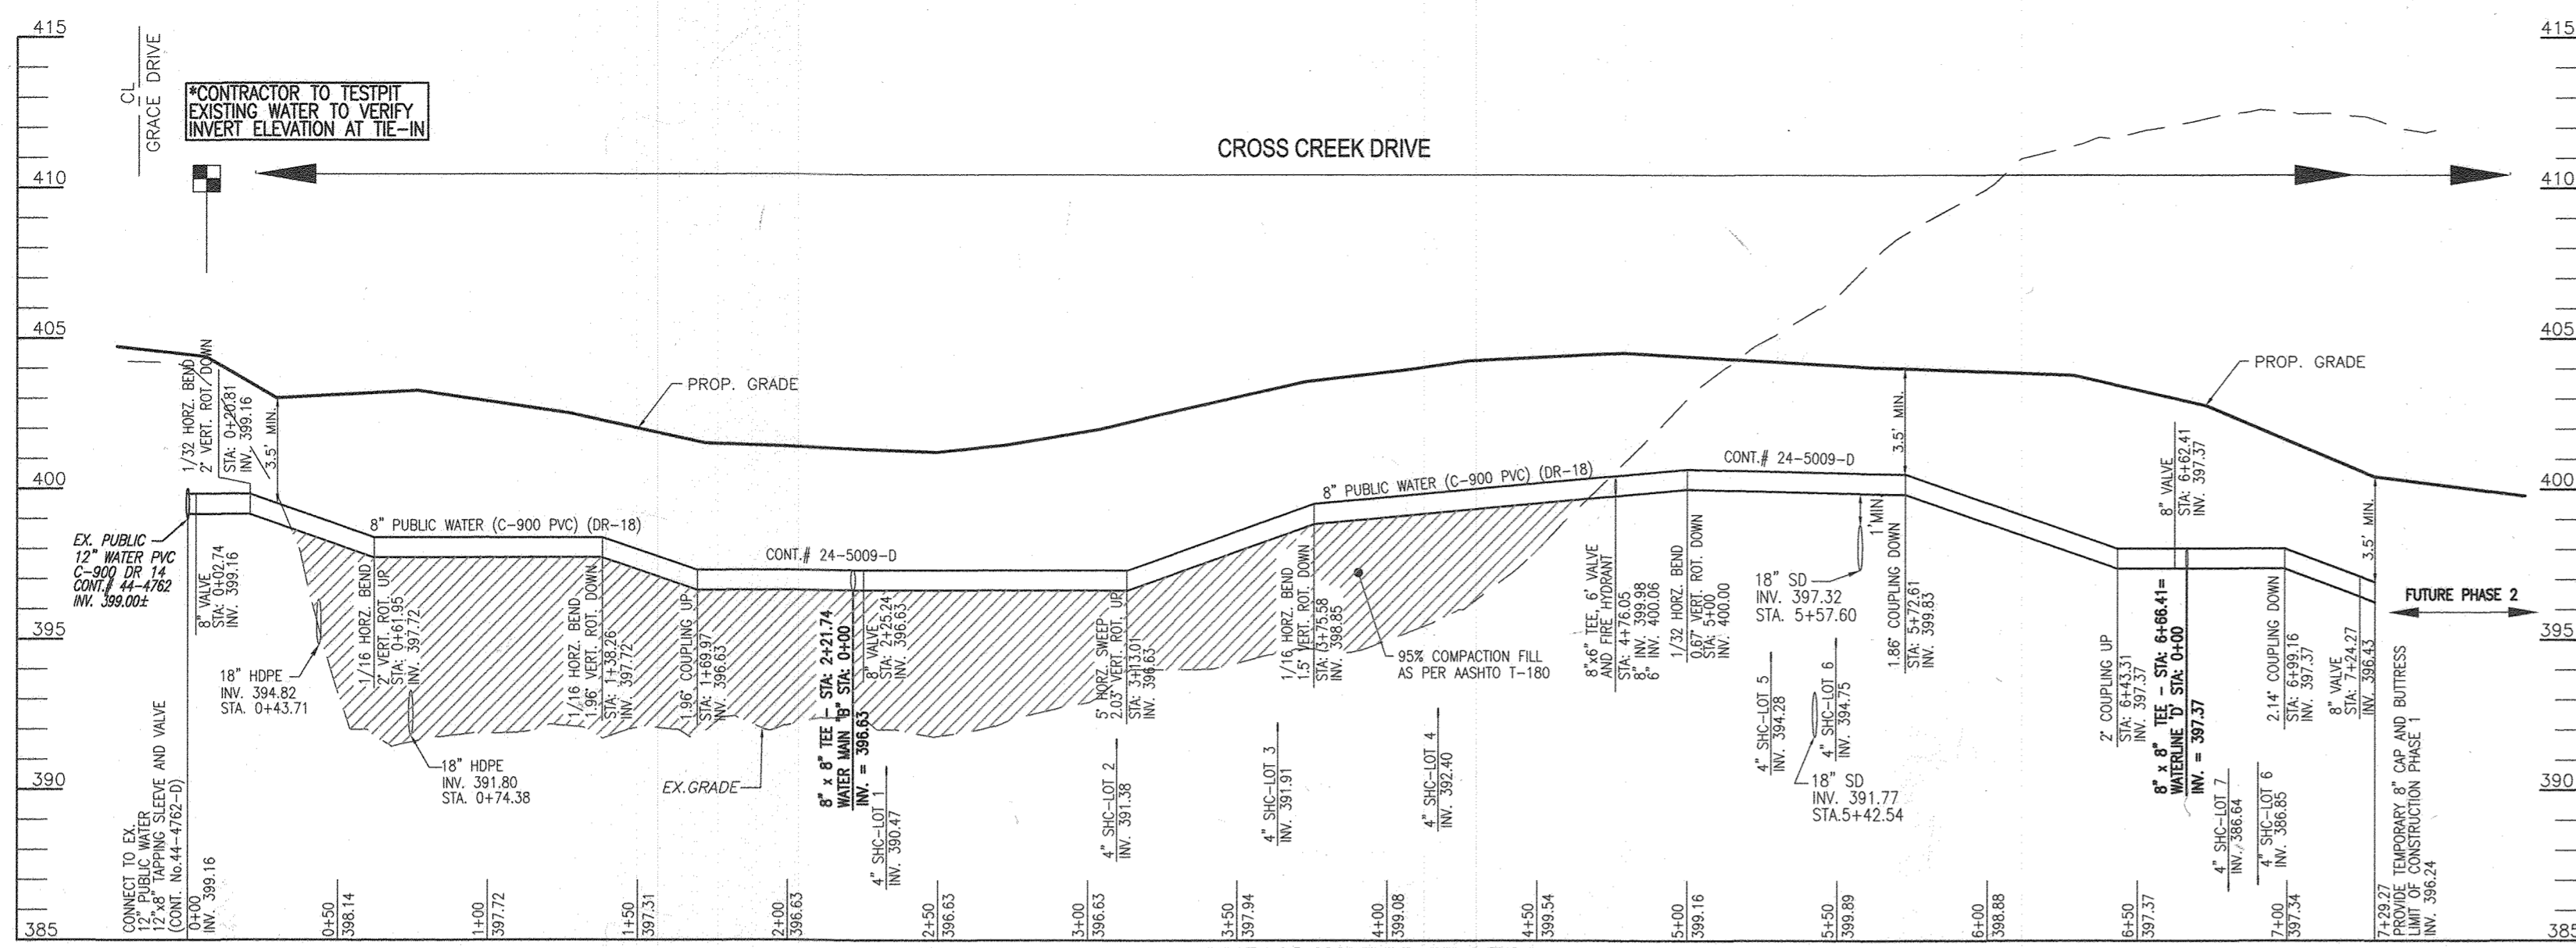 415
415
410
410
405
405
400
400
395
395
390
390
385
385
CL
GRACE DRIVE
*CONTRACTOR TO TESTPIT
EXISTING WATER TO VERIFY
INVERT ELEVATION AT TIE-IN
CROSS CREEK DRIVE
1/32 HORZ. BEND
2' VERT. ROT. DOWN
STA: 0+20.81
INV. 399.16
3.5' MIN.
PROP. GRADE
EX. PUBLIC
12" WATER PVC
C-900 DR 14
CONT.# 44-4762
INV. 399.00±
8" VALVE
STA: 0+02.74
INV. 399.16
8" PUBLIC WATER (C-900 PVC) (DR-18)
CONT.# 24-5009-D
18" HDPE
INV. 394.82
STA. 0+43.71
1/16 HORZ. BEND
2' VERT. ROT. UP
STA: 0+61.95
INV. 397.72
18" HDPE
INV. 391.80
STA. 0+74.38
1/16 HORZ. BEND
1.96' VERT. ROT. DOWN
STA: 1+38.26
INV. 397.72
1.96' COUPLING UP
STA: 1+69.97
INV. 396.63
EX.GRADE
8" x 8" TEE - STA: 2+21.74
WATER MAIN "B" STA: 0+00
INV. = 396.63
8" VALVE
STA: 2+25.24
INV. 396.63
4" SHC-LOT 1
INV. 390.47
5' HORZ. SWEEP
2.03' VERT. ROT. UP
STA: 3+13.01
INV. 396.63
4" SHC-LOT 2
INV. 391.38
1/16 HORZ. BEND
1.5' VERT. ROT. DOWN
STA: 3+75.58
INV. 398.85
4" SHC-LOT 3
INV. 391.91
8" PUBLIC WATER (C-900 PVC) (DR-18)
95% COMPACTION FILL
AS PER AASHTO T-180
4" SHC-LOT 4
INV. 392.40
8"x6" TEE, 6" VALVE
AND FIRE HYDRANT
STA: 4+76.05
8" INV. 399.98
6" INV. 400.06
1/32 HORZ. BEND
0.67' VERT. ROT. DOWN
STA: 5+00
INV. 400.00
CONT.# 24-5009-D
18" SD
INV. 397.32
STA. 5+57.60
1' MIN.
4" SHC-LOT 5
INV. 394.28
4" SHC-LOT 6
INV. 394.75
18" SD
INV. 391.77
STA.5+42.54
3.5' MIN.
1.86' COUPLING DOWN
STA: 5+72.61
INV. 399.83
PROP. GRADE
8" VALVE
STA: 6+62.41
INV. 397.37
2' COUPLING UP
STA: 6+43.31
INV. 397.37
8" x 8" TEE - STA: 6+66.41=
WATERLINE 'D' STA: 0+00
INV. = 397.37
4" SHC-LOT 7
INV. 386.64
4" SHC-LOT 6
INV. 386.85
2.14' COUPLING DOWN
STA: 6+99.16
INV. 397.37
8" VALVE
STA: 7+24.27
INV. 396.43
3.5' MIN.
FUTURE PHASE 2
CONNECT TO EX.
12" PUBLIC WATER
12"x8" TAPPING SLEEVE AND VALVE
(CONT. No.44-4762-D)
0+00
INV. 399.16
0+50
398.14
1+00
397.72
1+50
397.31
2+00
396.63
2+50
396.63
3+00
396.63
3+50
397.94
4+00
399.08
4+50
399.54
5+00
399.16
5+50
399.89
6+00
398.88
6+50
397.37
7+00
397.34
7+29.27
PROVIDE TEMPORARY 8" CAP AND BUTTRESS
LIMIT OF CONSTRUCTION PHASE 1
INV. 396.24